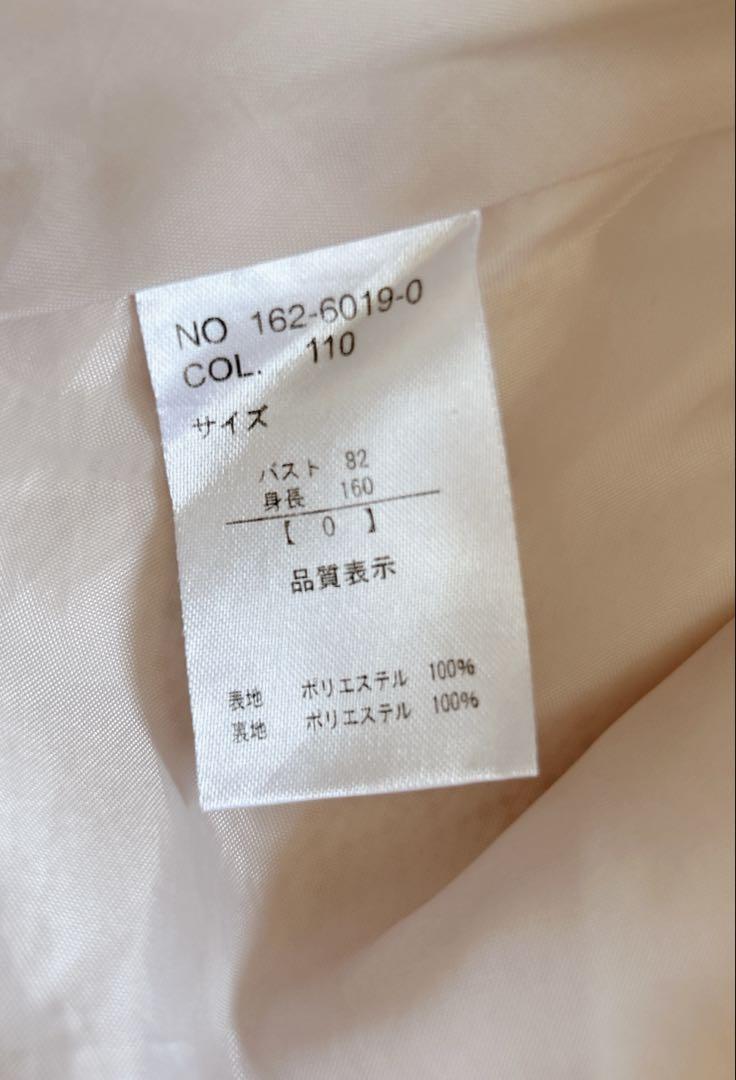 NO 162-6019-0
COL. 110
サイズ
バスト 82
身長 160
【 0 】
品質表示
表地 ポリエステル 100%
裏地 ポリエステル 100%